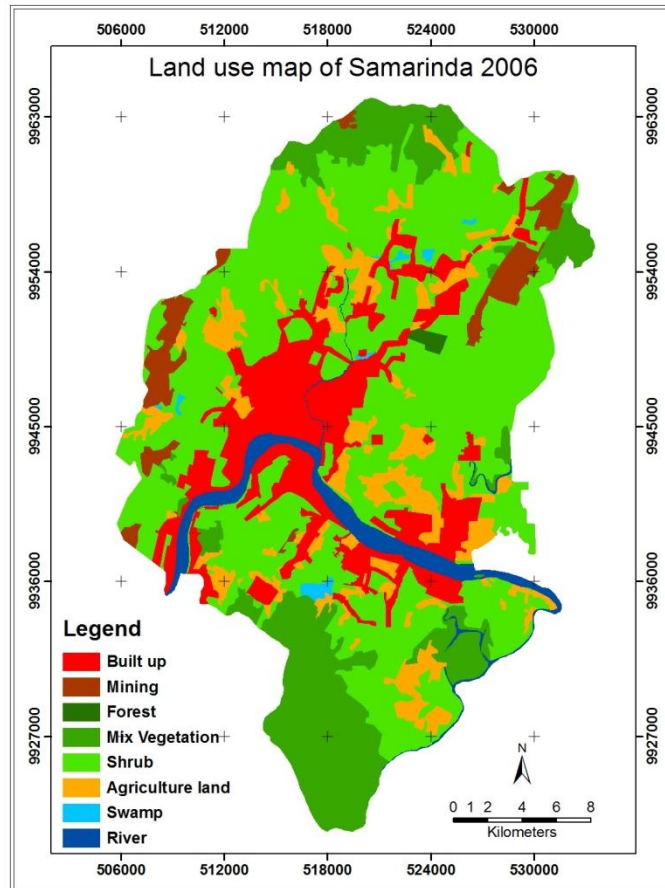 506000 512000 518000 524000 530000
Land use map of Samarinda 2006
9963000 9963000
9954000 9954000
9945000 9945000
9936000 9936000
9927000 9927000
Legend
Built up
Mining
Forest
Mix Vegetation
Shrub
Agriculture land
Swamp
River
N
0 1 2 4 6 8
Kilometers
506000 512000 518000 524000 530000